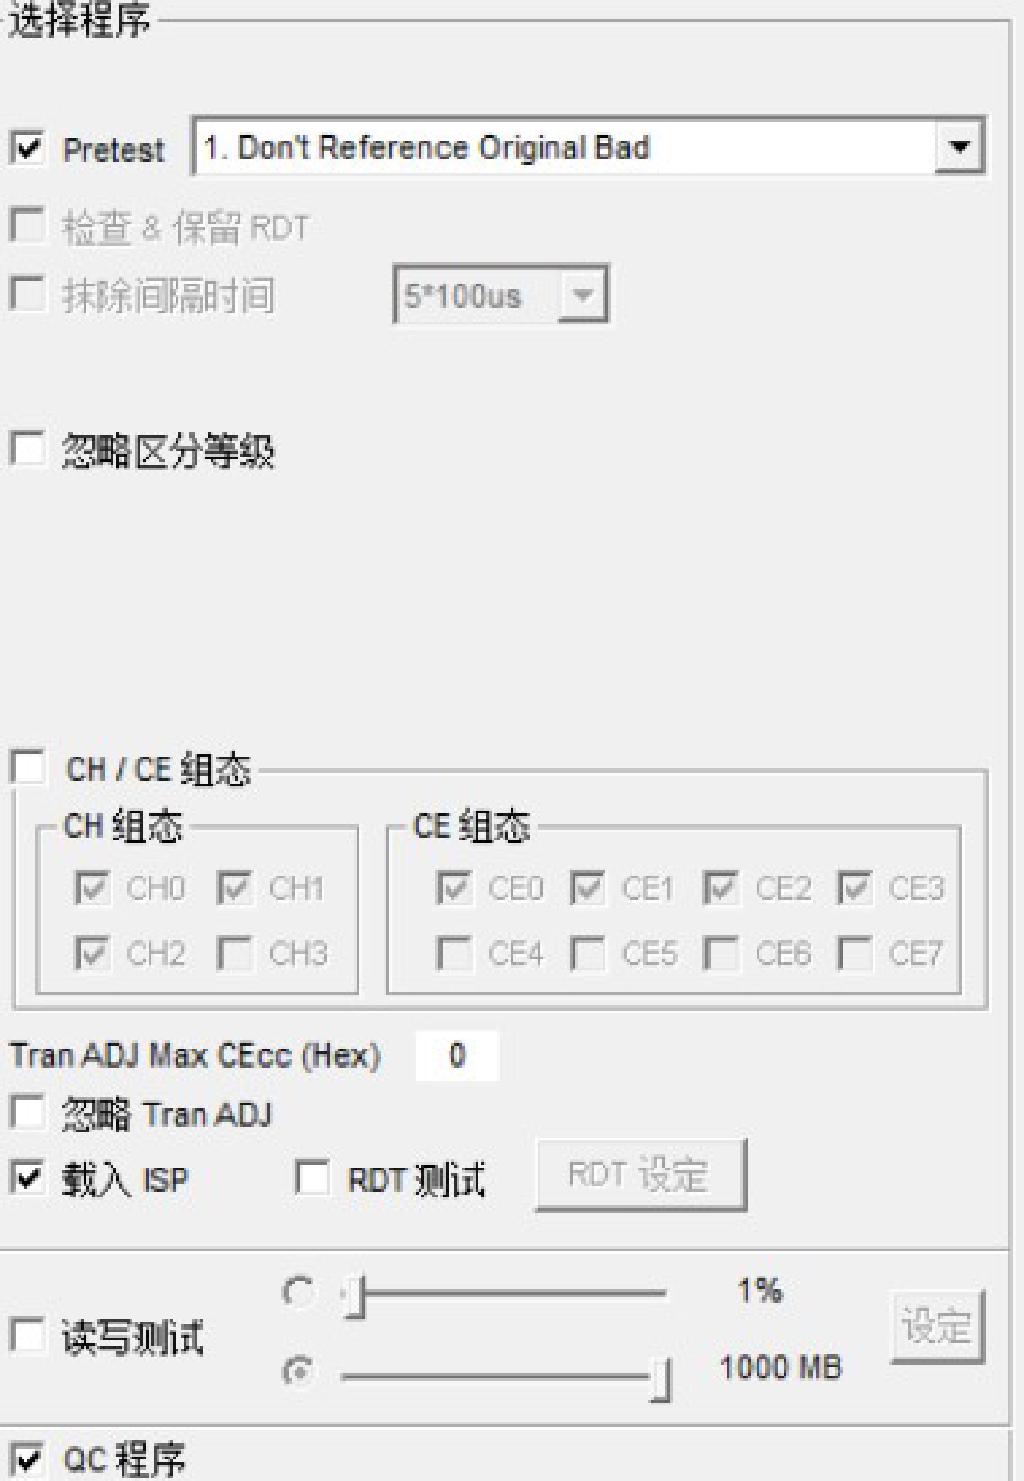 选择程序
Pretest 1. Don't Reference Original Bad
检查 & 保留 RDT
抹除间隔时间 5*100us
忽略区分等级
CH / CE 组态
CH 组态 CE 组态
CH0 CH1 CE0 CE1 CE2 CE3
CH2 CH3 CE4 CE5 CE6 CE7
Tran ADJ Max CEcc (Hex) 0
忽略 Tran ADJ
载入 ISP RDT 测试 RDT 设定
1%
读写测试 设定
1000 MB
QC 程序